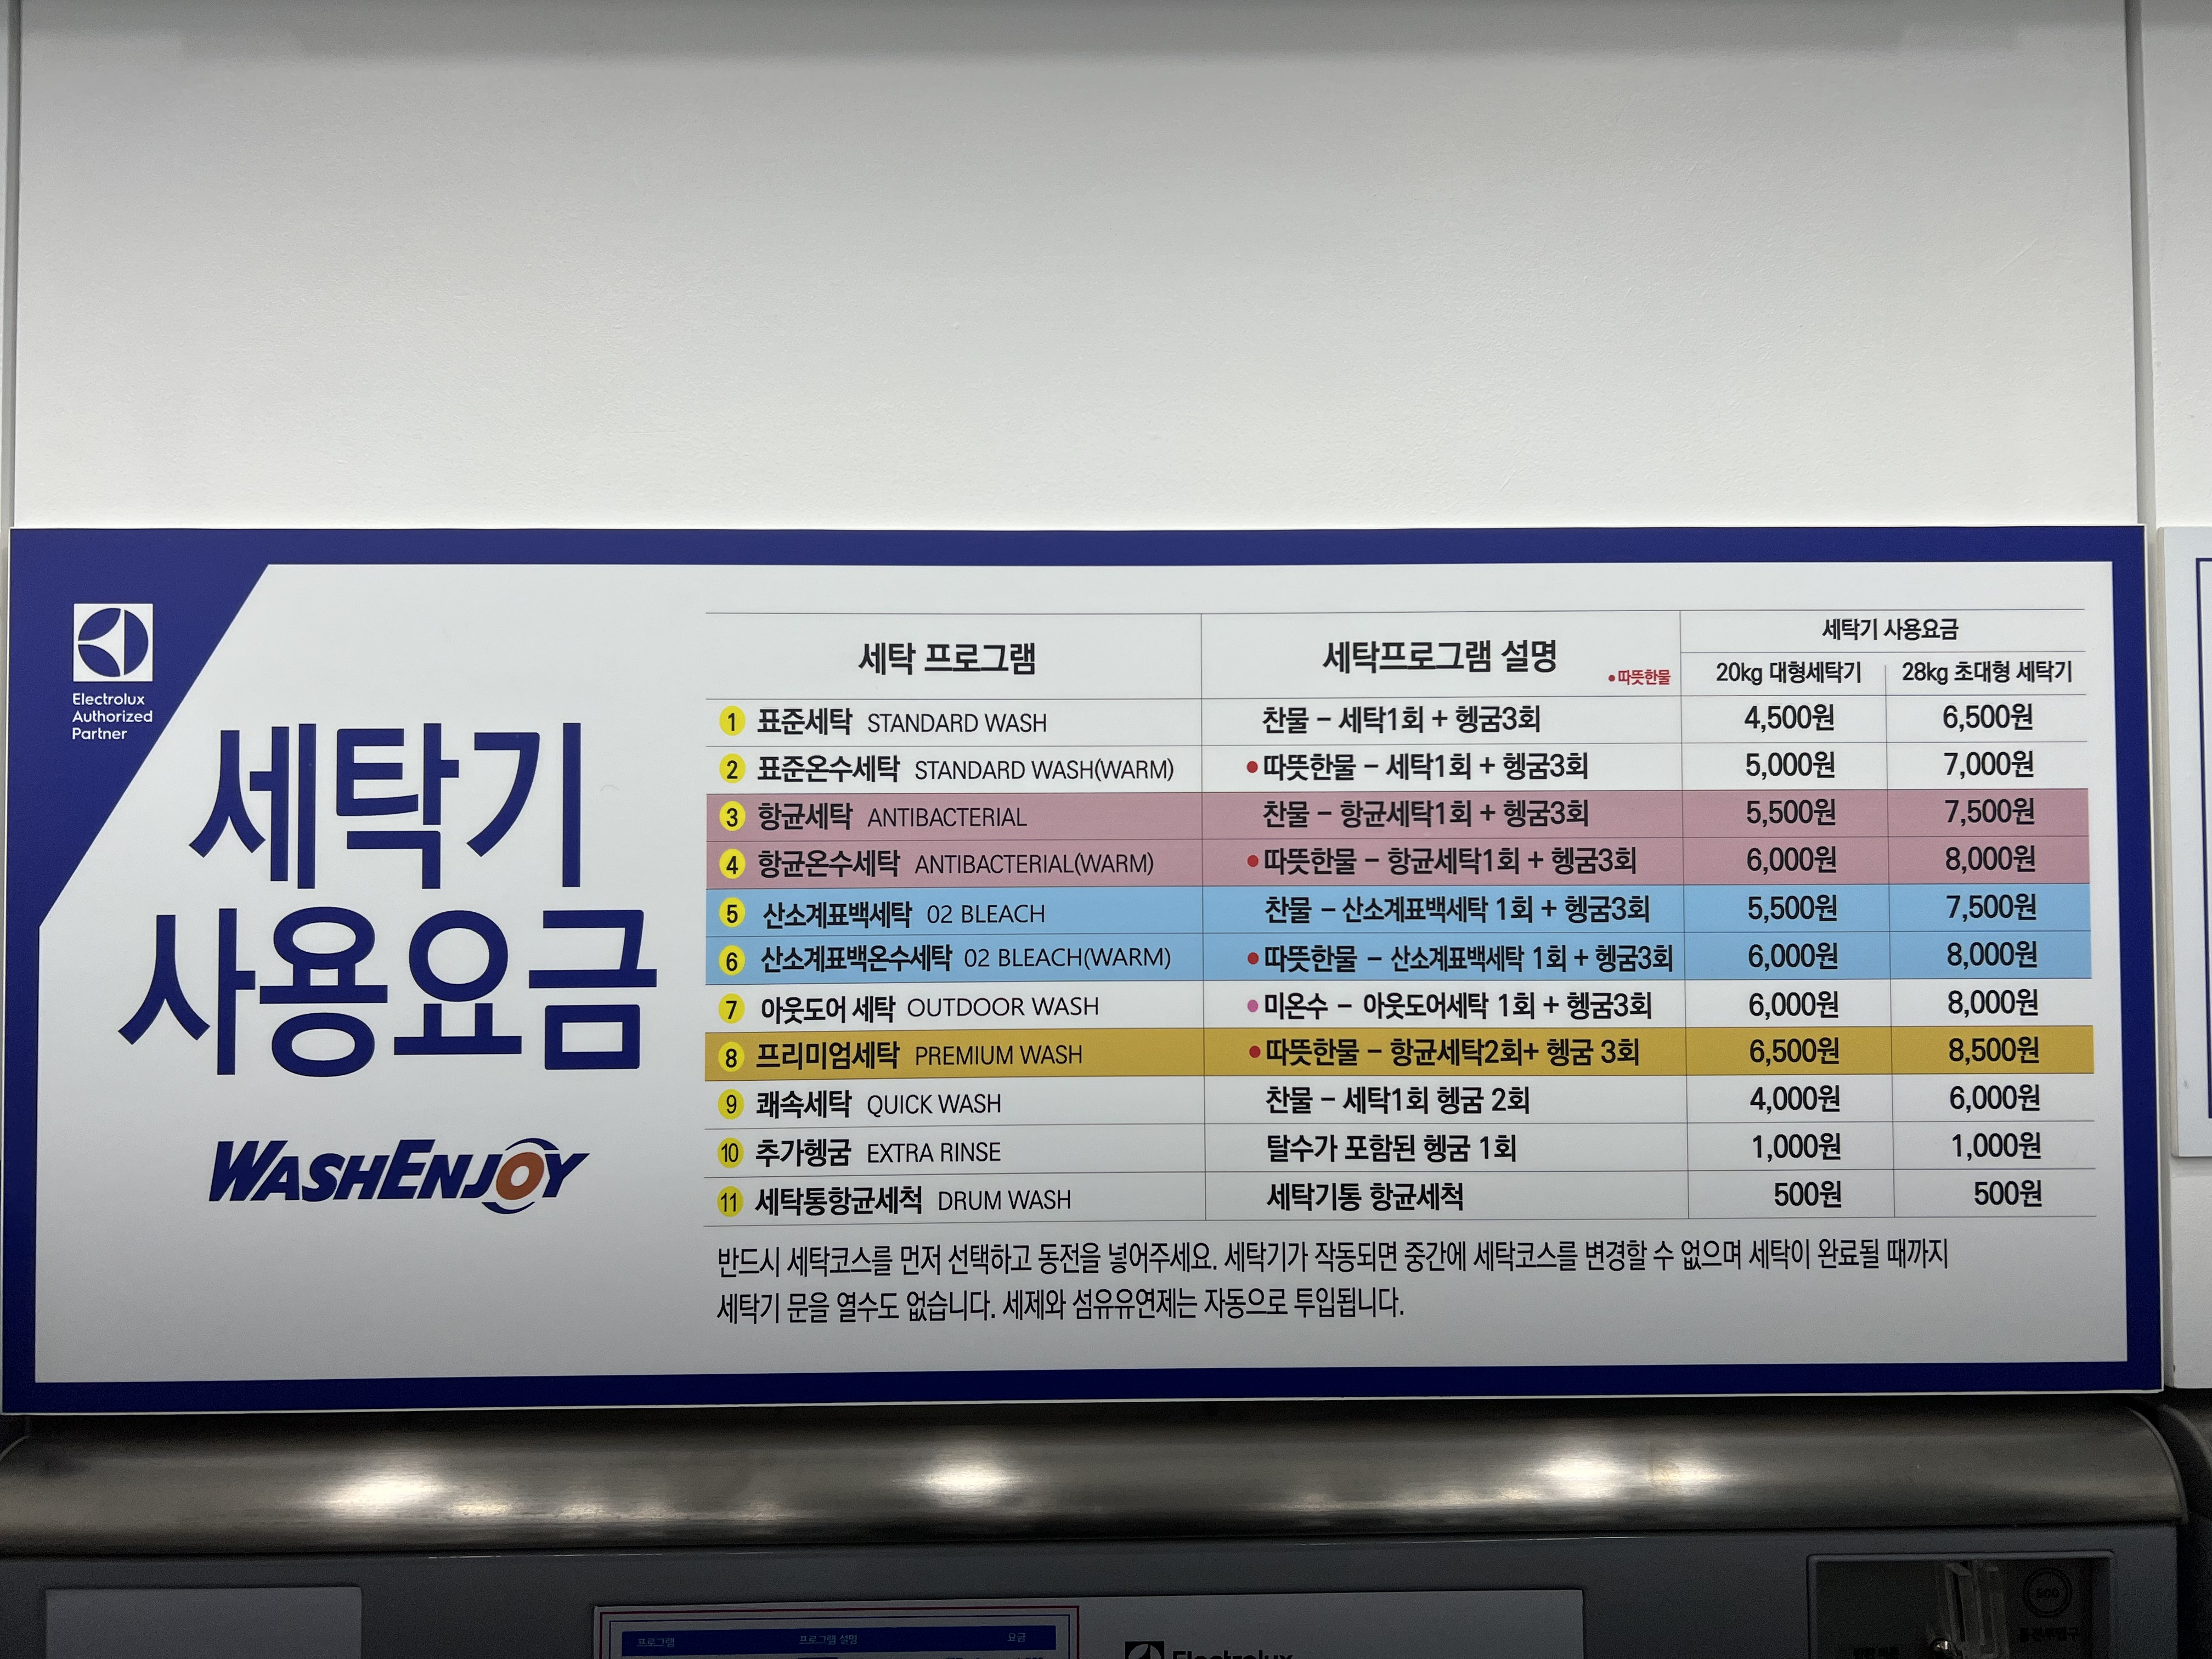 Electrolux
Authorized
Partner
세탁기
사용요금
WASHENJOY
세탁 프로그램 세탁프로그램 설명 •따뜻한물 세탁기 사용요금
20kg 대형세탁기 28kg 초대형 세탁기
1 표준세탁 STANDARD WASH 찬물 - 세탁1회 + 헹굼3회 4,500원 6,500원
2 표준온수세탁 STANDARD WASH(WARM) •따뜻한물 - 세탁1회 + 헹굼3회 5,000원 7,000원
3 항균세탁 ANTIBACTERIAL 찬물 - 항균세탁1회 + 헹굼3회 5,500원 7,500원
4 항균온수세탁 ANTIBACTERIAL(WARM) •따뜻한물 - 항균세탁1회 + 헹굼3회 6,000원 8,000원
5 산소계표백세탁 02 BLEACH 찬물 - 산소계표백세탁 1회 + 헹굼3회 5,500원 7,500원
6 산소계표백온수세탁 02 BLEACH(WARM) •따뜻한물 - 산소계표백세탁 1회 + 헹굼3회 6,000원 8,000원
7 아웃도어 세탁 OUTDOOR WASH •미온수 - 아웃도어세탁 1회 + 헹굼3회 6,000원 8,000원
8 프리미엄세탁 PREMIUM WASH •따뜻한물 - 항균세탁2회+ 헹굼 3회 6,500원 8,500원
9 쾌속세탁 QUICK WASH 찬물 - 세탁1회 헹굼 2회 4,000원 6,000원
10 추가헹굼 EXTRA RINSE 탈수가 포함된 헹굼 1회 1,000원 1,000원
11 세탁통항균세척 DRUM WASH 세탁기통 항균세척 500원 500원
반드시 세탁코스를 먼저 선택하고 동전을 넣어주세요. 세탁기가 작동되면 중간에 세탁코스를 변경할 수 없으며 세탁이 완료될 때까지
세탁기 문을 열수도 없습니다. 세제와 섬유유연제는 자동으로 투입됩니다.
프로그램 프로그램 설명 요금
Electrolux
500